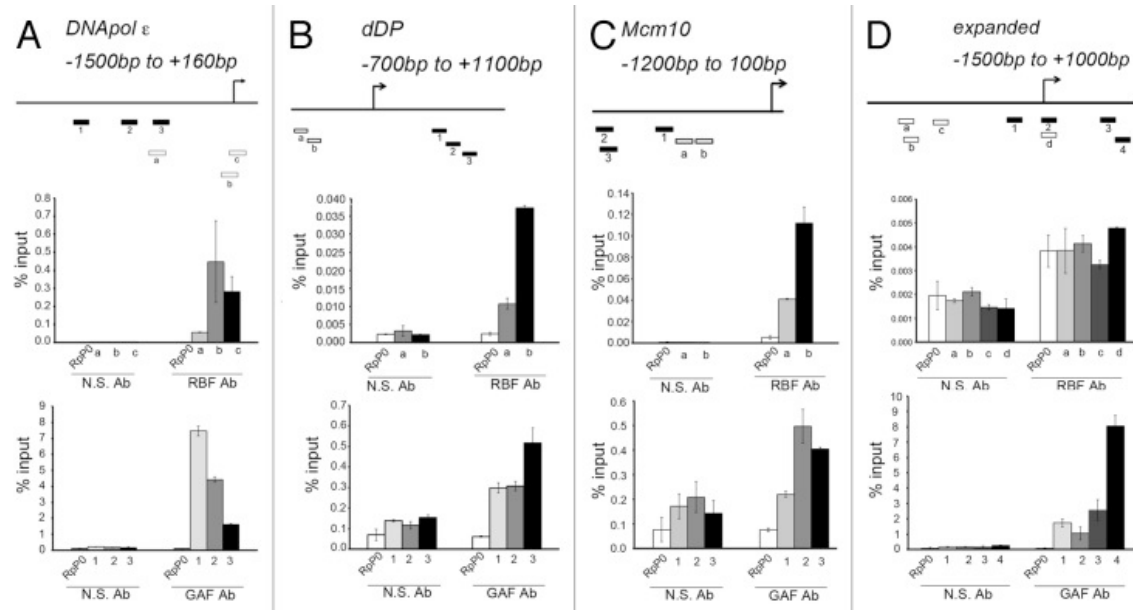 A
DNApol ε
-1500bp to +160bp
1 2 3
a c
b
0.8
0.7
0.6
0.5
0.4
0.3
0.2
0.1
0
% input
RpP0 a b c RpP0 a b c
N.S. Ab RBF Ab
9
8
7
6
5
4
3
2
1
0
% input
RpP0 1 2 3 RpP0 1 2 3
N.S. Ab GAF Ab
B
dDP
-700bp to +1100bp
a 1
b 2
3
0.040
0.035
0.030
0.025
0.020
0.015
0.010
0.005
0.000
% input
RpP0 a b RpP0 a b
N.S. Ab RBF Ab
0.7
0.6
0.5
0.4
0.3
0.2
0.1
0.0
% input
RpP0 1 2 3 RpP0 1 2 3
N.S. Ab GAF Ab
C
Mcm10
-1200bp to 100bp
2 1
3 a b
0.14
0.12
0.10
0.08
0.06
0.04
0.02
0.00
% input
RpP0 a b RpP0 a b
N.S. Ab RBF Ab
0.6
0.5
0.4
0.3
0.2
0.1
0.0
% input
RpP0 1 2 3 RpP0 1 2 3
N.S. Ab GAF Ab
D
expanded
-1500bp to +1000bp
a c 1 2 3
b d 4
0.006
0.005
0.004
0.003
0.002
0.001
0.000
% input
RpP0 a b c d RpP0 a b c d
N.S. Ab RBF Ab
10
9
8
7
6
5
4
3
2
1
0
% input
RpP0 1 2 3 4 RpP0 1 2 3 4
N.S. Ab GAF Ab